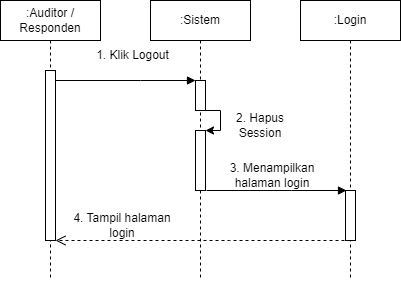 :Auditor /
Responden
:Sistem
:Login
1. Klik Logout
2. Hapus
Session
3. Menampilkan
halaman login
4. Tampil halaman
login